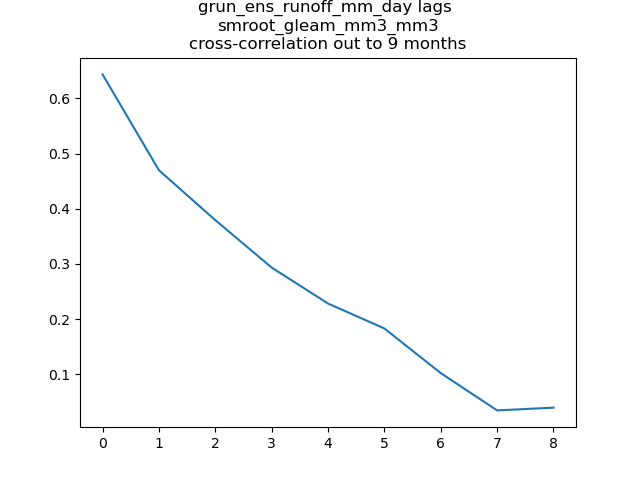 grun_ens_runoff_mm_day lags
smroot_gleam_mm3_mm3
cross-correlation out to 9 months
0.6
0.5
0.4
0.3
0.2
0.1
0 1 2 3 4 5 6 7 8